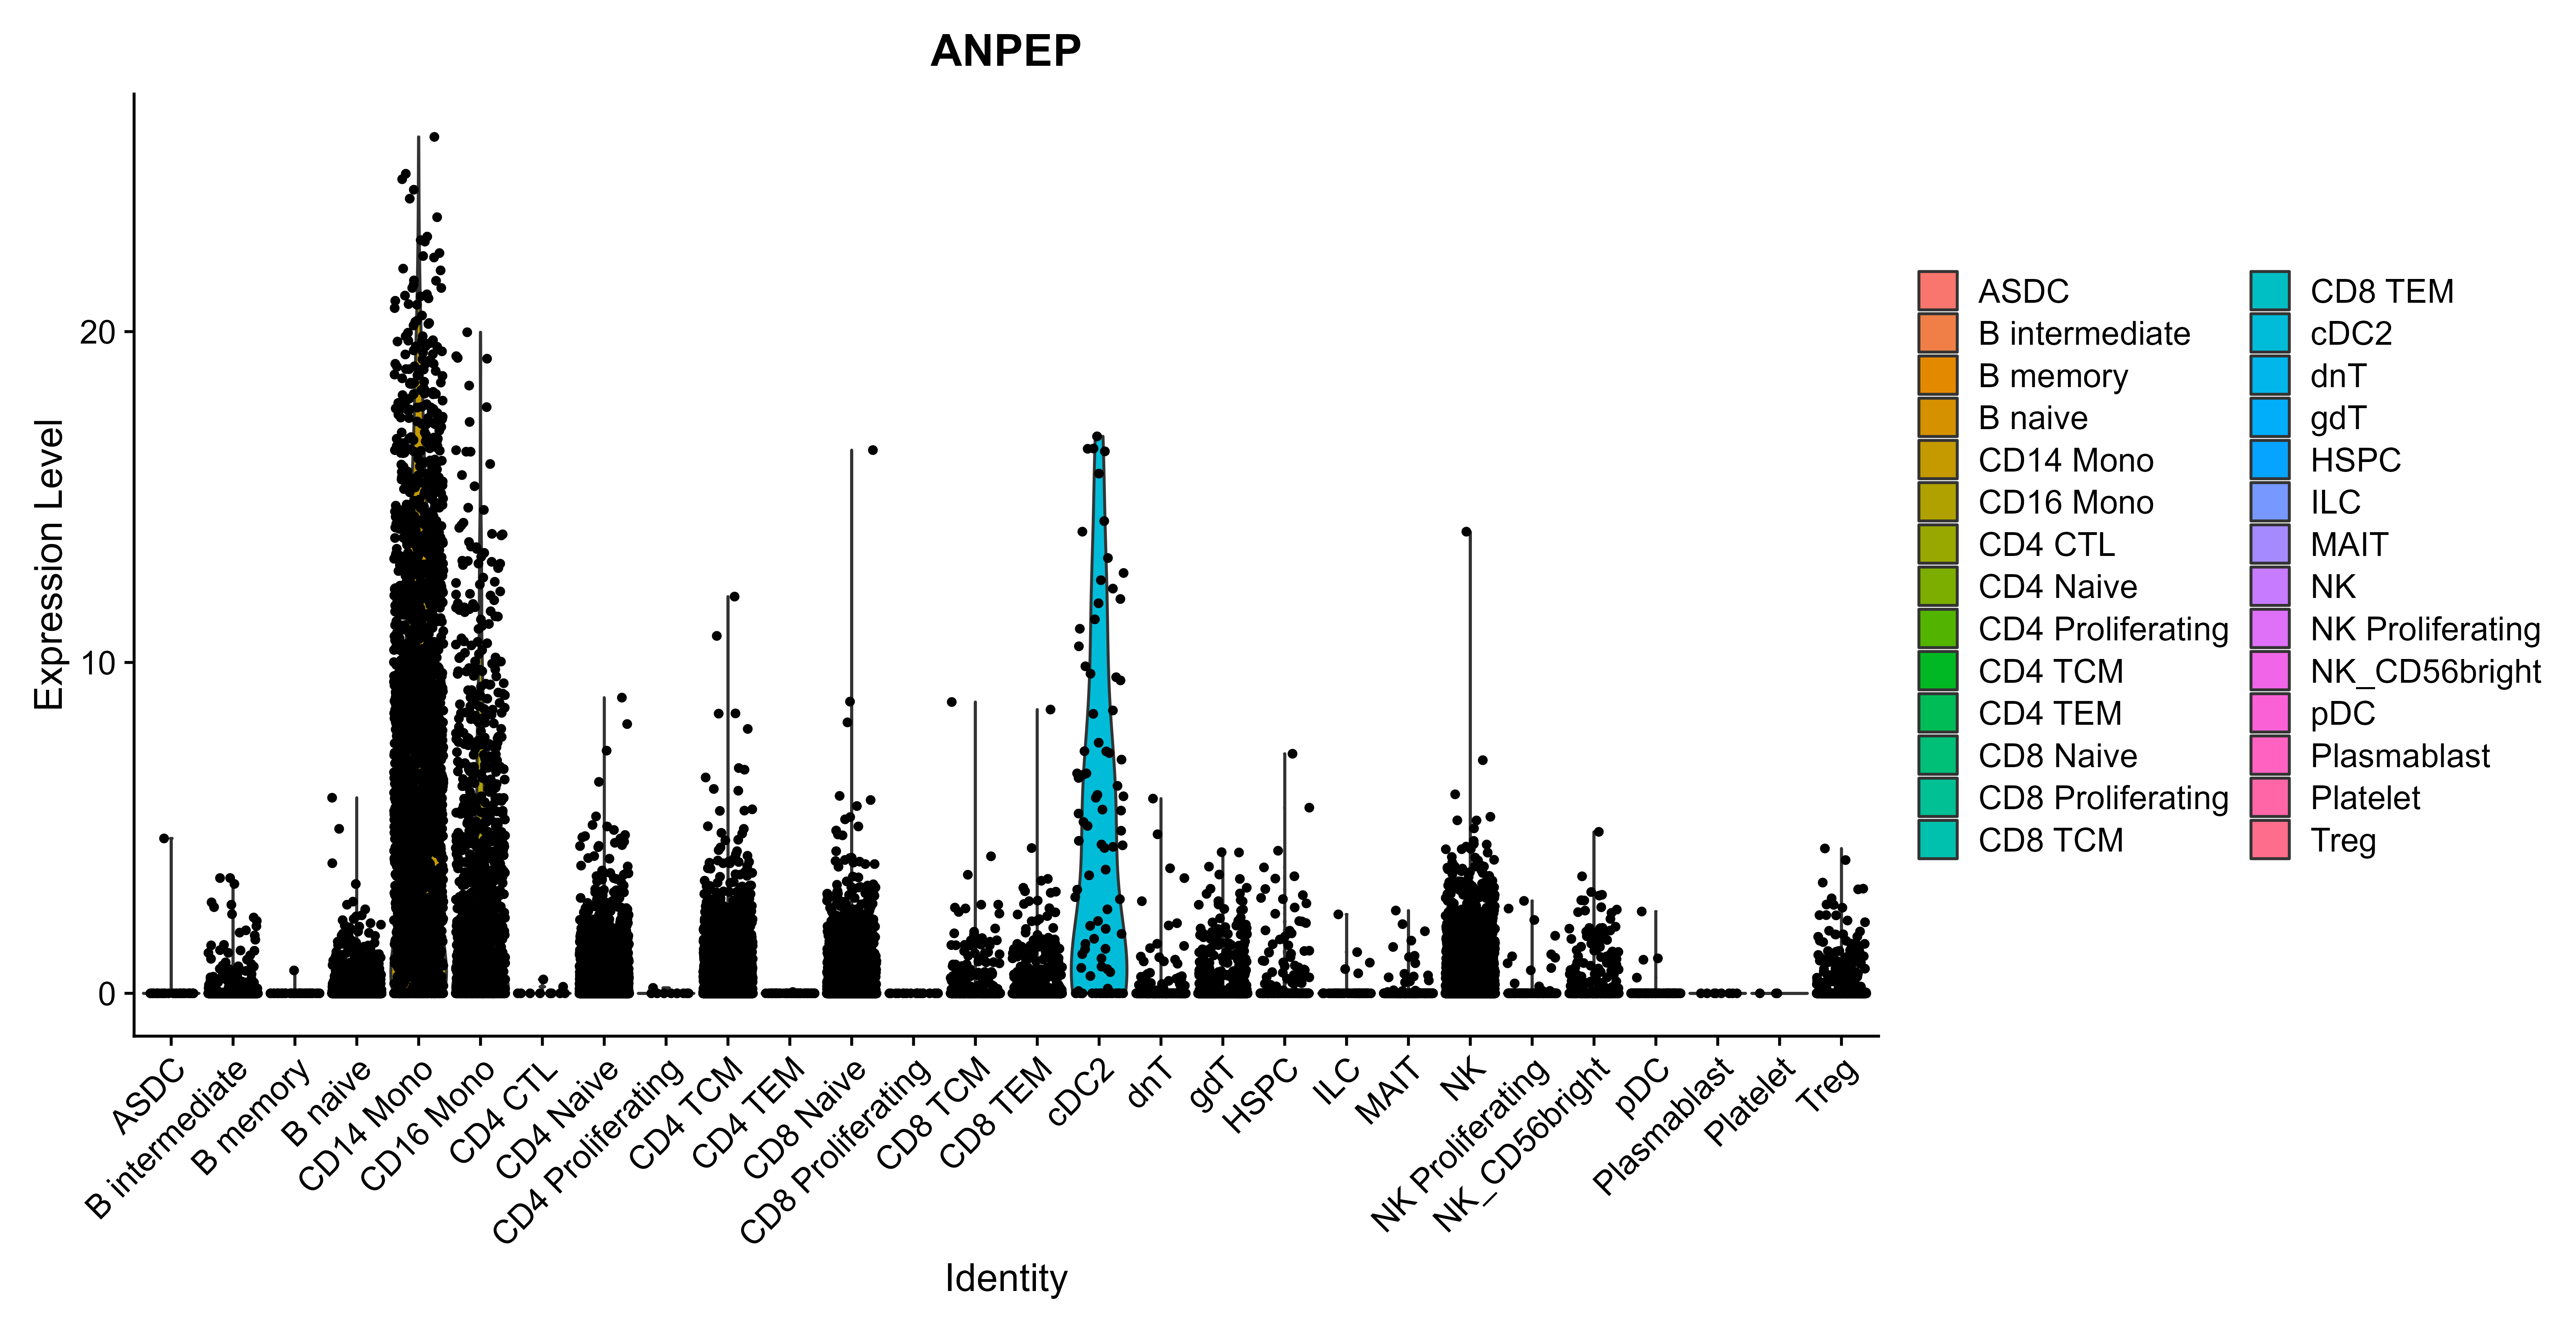 ANPEP
Expression Level
20
10
0
ASDC
B intermediate
B memory
B naive
CD14 Mono
CD16 Mono
CD4 CTL
CD4 Naive
CD4 Proliferating
CD4 TCM
CD4 TEM
CD8 Naive
CD8 Proliferating
CD8 TCM
CD8 TEM
cDC2
dnT
gdT
HSPC
ILC
MAIT
NK
NK Proliferating
NK_CD56bright
pDC
Plasmablast
Platelet
Treg
Identity
ASDC
B intermediate
B memory
B naive
CD14 Mono
CD16 Mono
CD4 CTL
CD4 Naive
CD4 Proliferating
CD4 TCM
CD4 TEM
CD8 Naive
CD8 Proliferating
CD8 TCM
CD8 TEM
cDC2
dnT
gdT
HSPC
ILC
MAIT
NK
NK Proliferating
NK_CD56bright
pDC
Plasmablast
Platelet
Treg